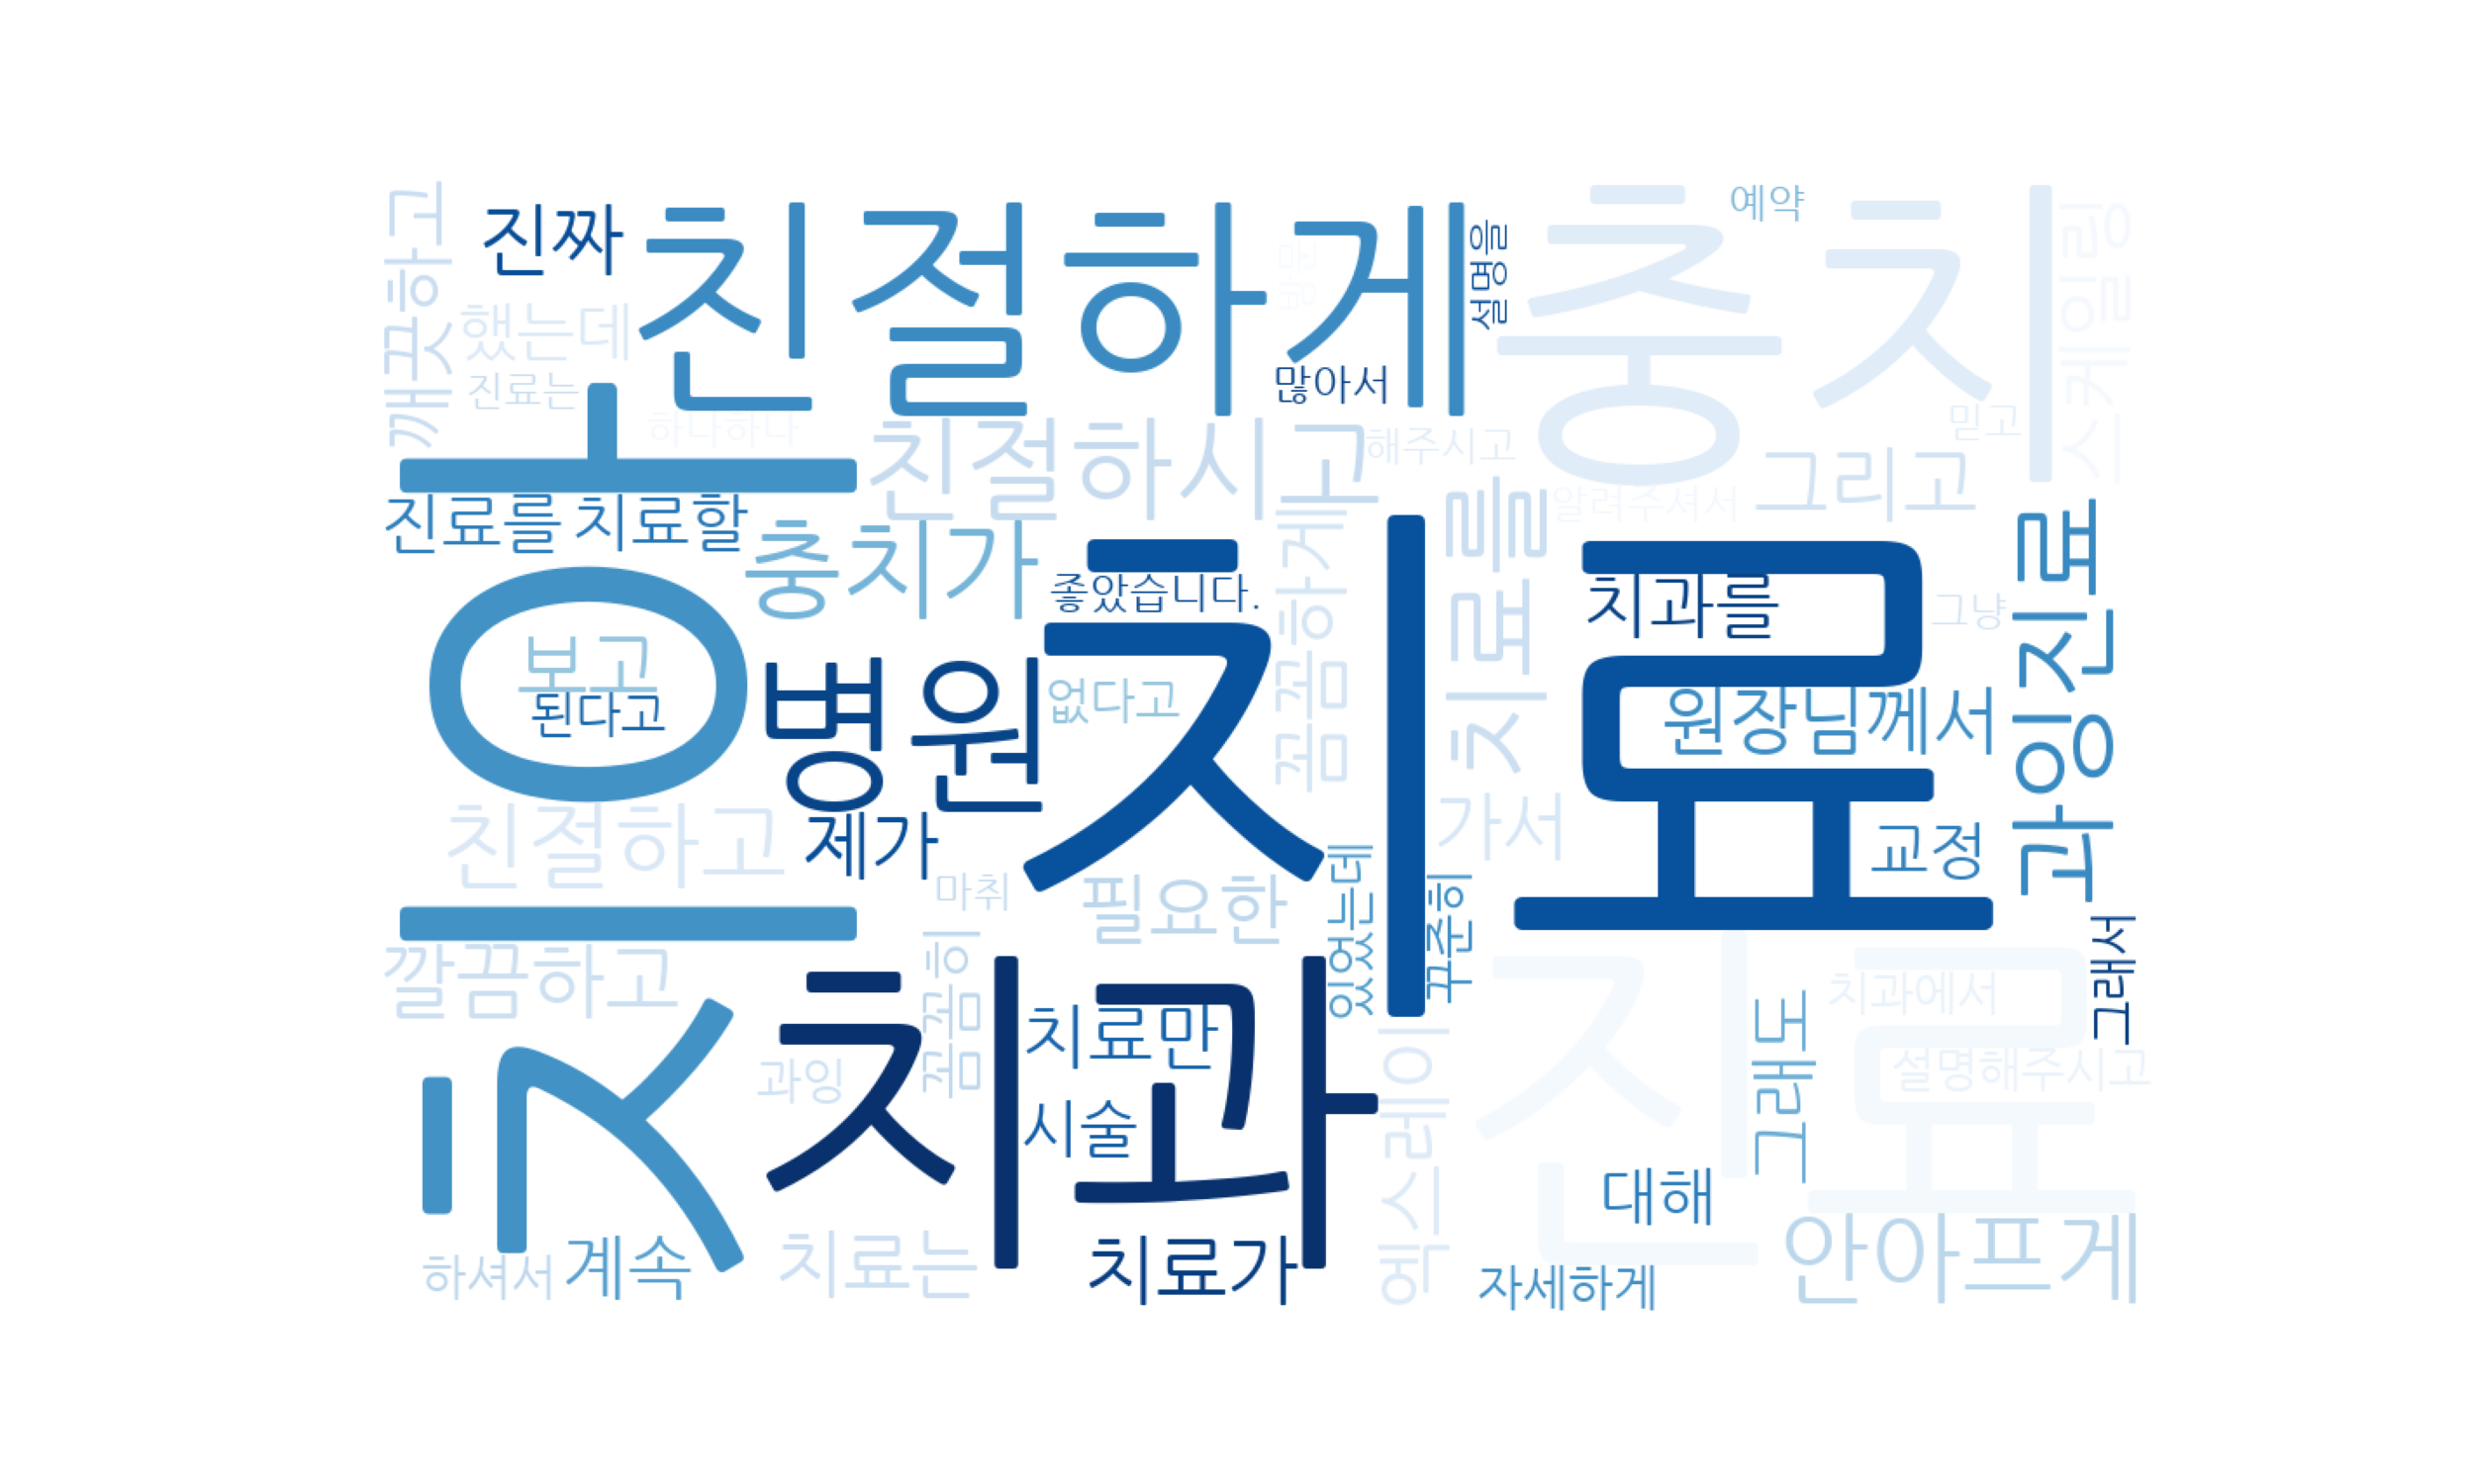 깨끗하고
진짜
친절하게
설명을
충치
예약
스케일링
했는데
진료는
하나하나
많아서
친절하시고
해주시고
믿고
알려주셔서
그리고
치아
진료를
치료할
충치가
좋았습니다.
꼼꼼하게
치료를
치료
치과를
그냥
과잉진료
보고
된다고
병원
없다고
원장님께서
친절하고
제가
마취
필요한
가서
있었는데
꾸준히
교정
그래서
깔끔하고
꼼꼼히
과잉
치과
치료만
시술
엑스레이
진료
치과에서
설명해주시고
그래도
대해
안아프게
하셔서
계속
치료는
치료가
자세하게